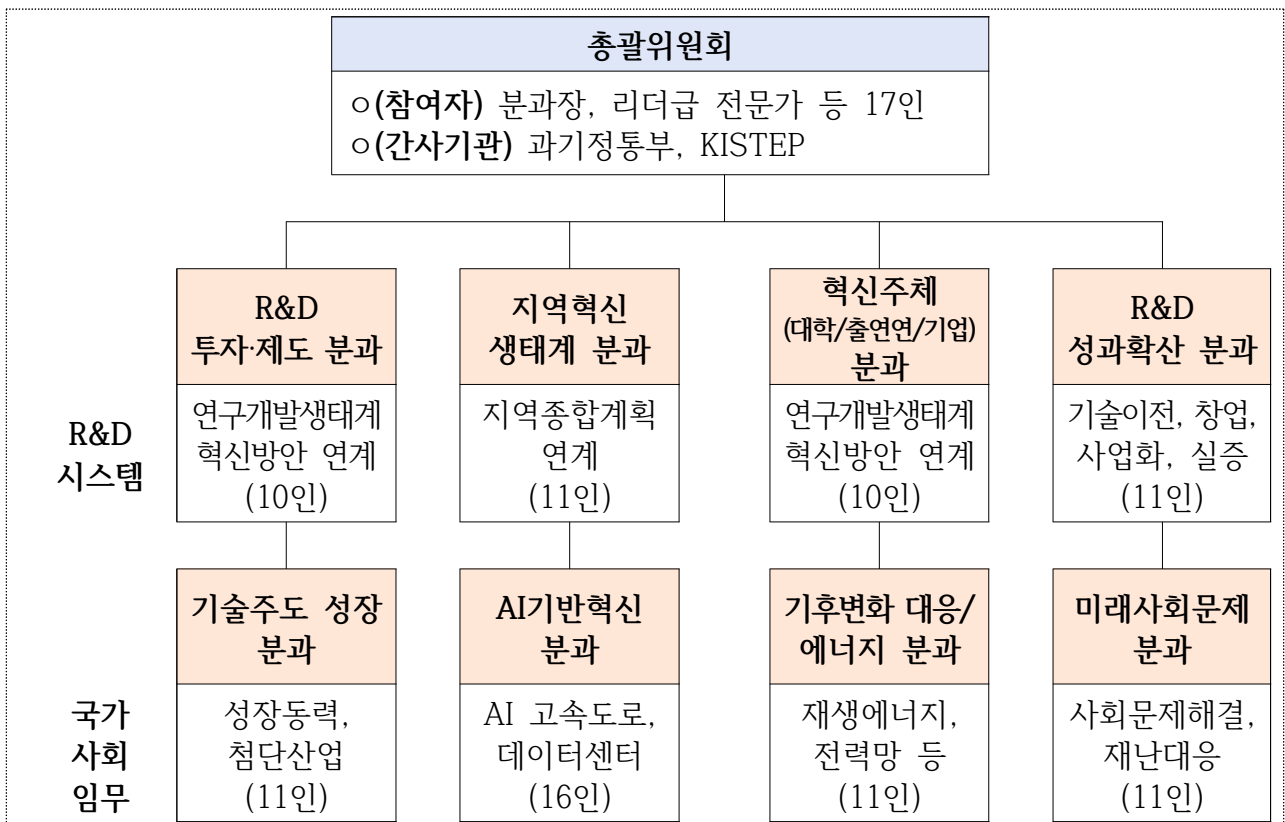 총괄위원회
ㅇ(참여자) 분과장, 리더급 전문가 등 17인
ㅇ(간사기관) 과기정통부, KISTEP
R&D
시스템
R&D
투자·제도 분과
연구개발생태계
혁신방안 연계
(10인)
지역혁신
생태계 분과
지역종합계획
연계
(11인)
혁신주체
(대학/출연연/기업)
분과
연구개발생태계
혁신방안 연계
(10인)
R&D
성과확산 분과
기술이전, 창업,
사업화, 실증
(11인)
국가
사회
임무
기술주도 성장
분과
성장동력,
첨단산업
(11인)
AI기반혁신
분과
AI 고속도로,
데이터센터
(16인)
기후변화 대응/
에너지 분과
재생에너지,
전력망 등
(11인)
미래사회문제
분과
사회문제해결,
재난대응
(11인)